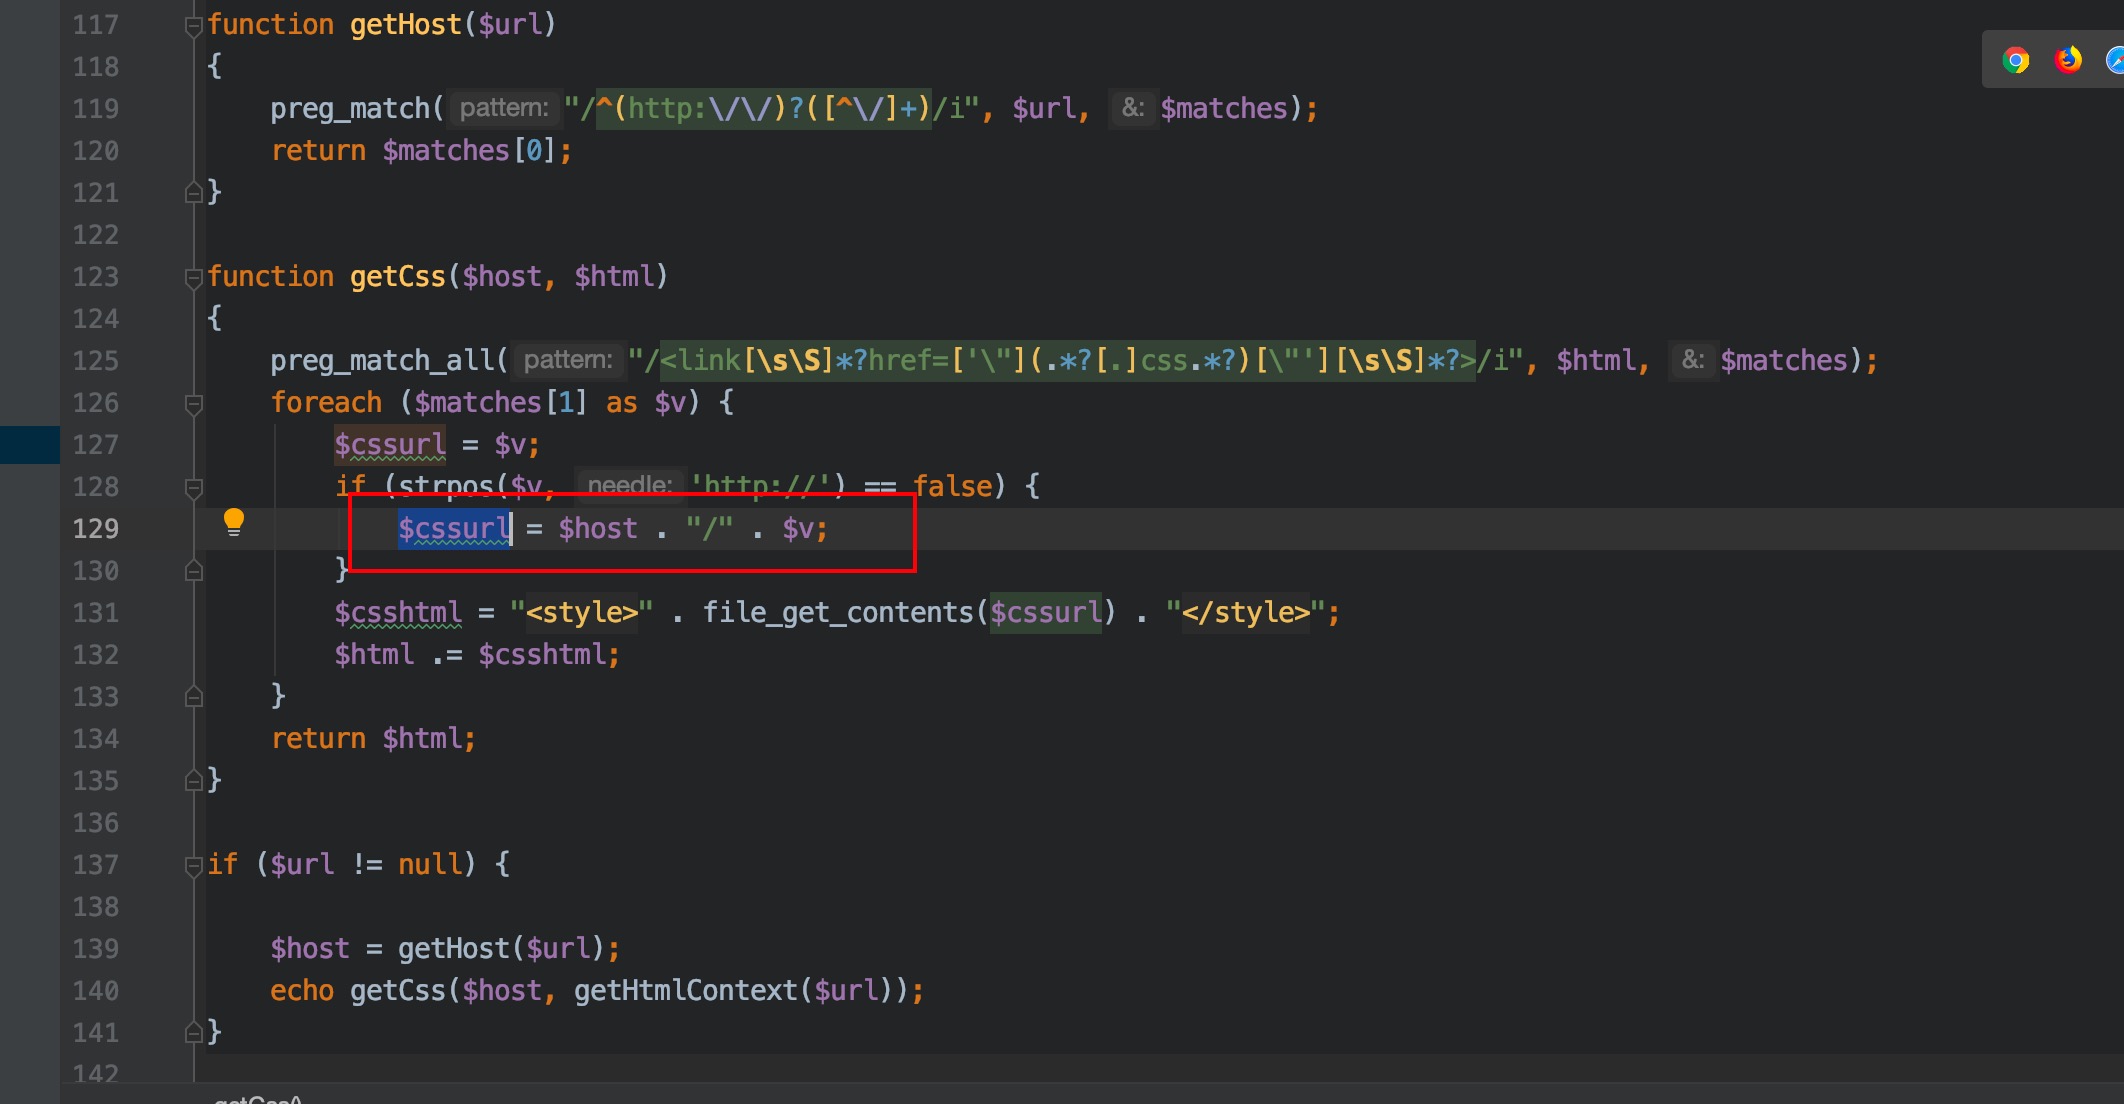 117 function getHost($url)
118 {
119 preg_match( pattern: "/^(http:\/\/)?([^\/]+)/i", $url, &: $matches);
120 return $matches[0];
121 }
122
123 function getCss($host, $html)
124 {
125 preg_match_all( pattern: "/<link[\s\S]*?href=['\"](.*?[.]css.*?)[\"'][\s\S]*?>/i", $html, &: $matches);
126 foreach ($matches[1] as $v) {
127 $cssurl = $v;
128 if (strpos($v, needle: 'http://') == false) {
129 $cssurl = $host . "/" . $v;
130 }
131 $csshtml = "<style>" . file_get_contents($cssurl) . "</style>";
132 $html .= $csshtml;
133 }
134 return $html;
135 }
136
137 if ($url != null) {
138
139 $host = getHost($url);
140 echo getCss($host, getHtmlContext($url));
141 }
142
getCss()